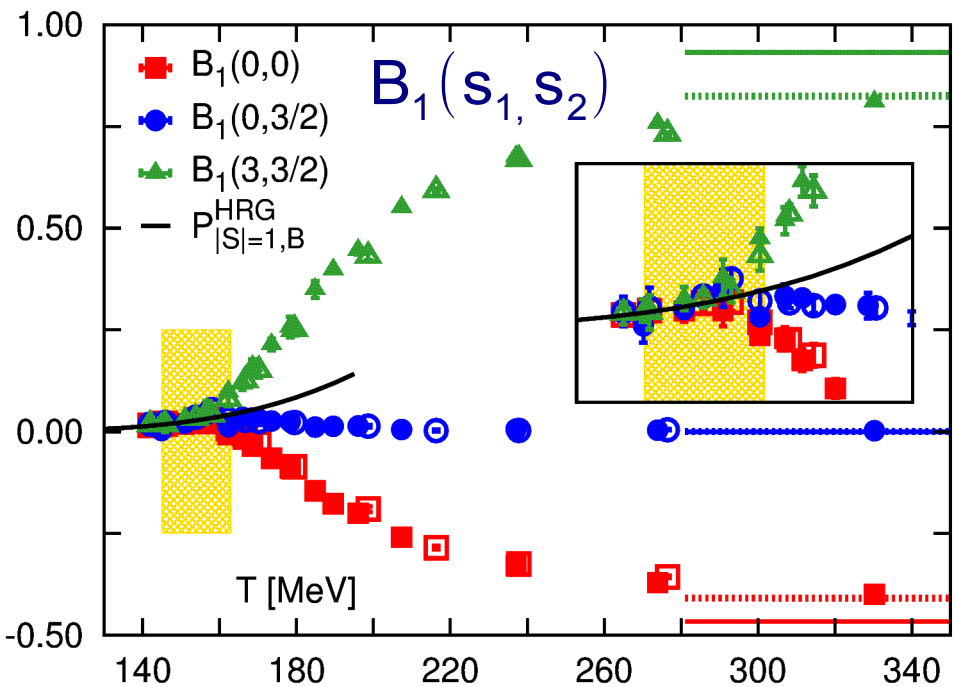 1.00
B₁(0,0)
B₁(s₁, s₂)
B₁(0,3/2)
B₁(3,3/2)
0.50
P^HRG_|S|=1,B
0.00
T [MeV]
-0.50
140 180 220 260 300 340